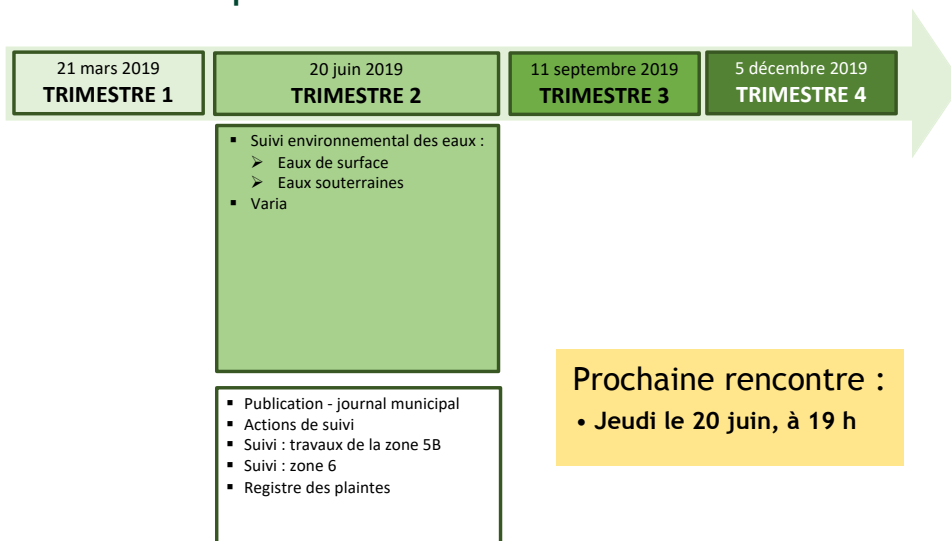 21 mars 2019
TRIMESTRE 1
20 juin 2019
TRIMESTRE 2
11 septembre 2019
TRIMESTRE 3
5 décembre 2019
TRIMESTRE 4
▪ Suivi environnemental des eaux :
➢ Eaux de surface
➢ Eaux souterraines
▪ Varia
▪ Publication - journal municipal
▪ Actions de suivi
▪ Suivi : travaux de la zone 5B
▪ Suivi : zone 6
▪ Registre des plaintes
Prochaine rencontre :
• Jeudi le 20 juin, à 19 h